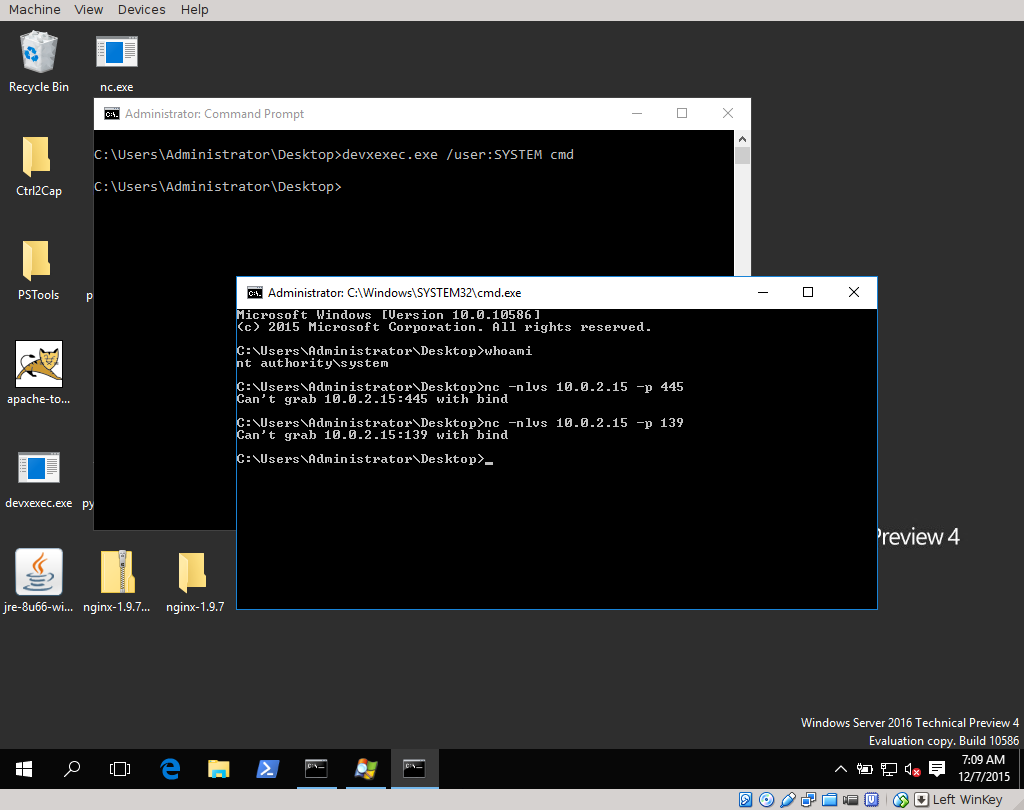 Machine View Devices Help
Recycle Bin
nc.exe
Administrator: Command Prompt
C:\Users\Administrator\Desktop>devxexec.exe /user:SYSTEM cmd
C:\Users\Administrator\Desktop>
Ctrl2Cap
PSTools
p
apache-to...
devxexec.exe
py
jre-8u66-wi...
nginx-1.9.7...
nginx-1.9.7
Administrator: C:\Windows\SYSTEM32\cmd.exe
Microsoft Windows [Version 10.0.10586]
(c) 2015 Microsoft Corporation. All rights reserved.
C:\Users\Administrator\Desktop>whoami
nt authority\system
C:\Users\Administrator\Desktop>nc -nlvs 10.0.2.15 -p 445
Can't grab 10.0.2.15:445 with bind
C:\Users\Administrator\Desktop>nc -nlvs 10.0.2.15 -p 139
Can't grab 10.0.2.15:139 with bind
C:\Users\Administrator\Desktop>_
Preview 4
Windows Server 2016 Technical Preview 4
Evaluation copy. Build 10586
7:09 AM
12/7/2015
Left WinKey